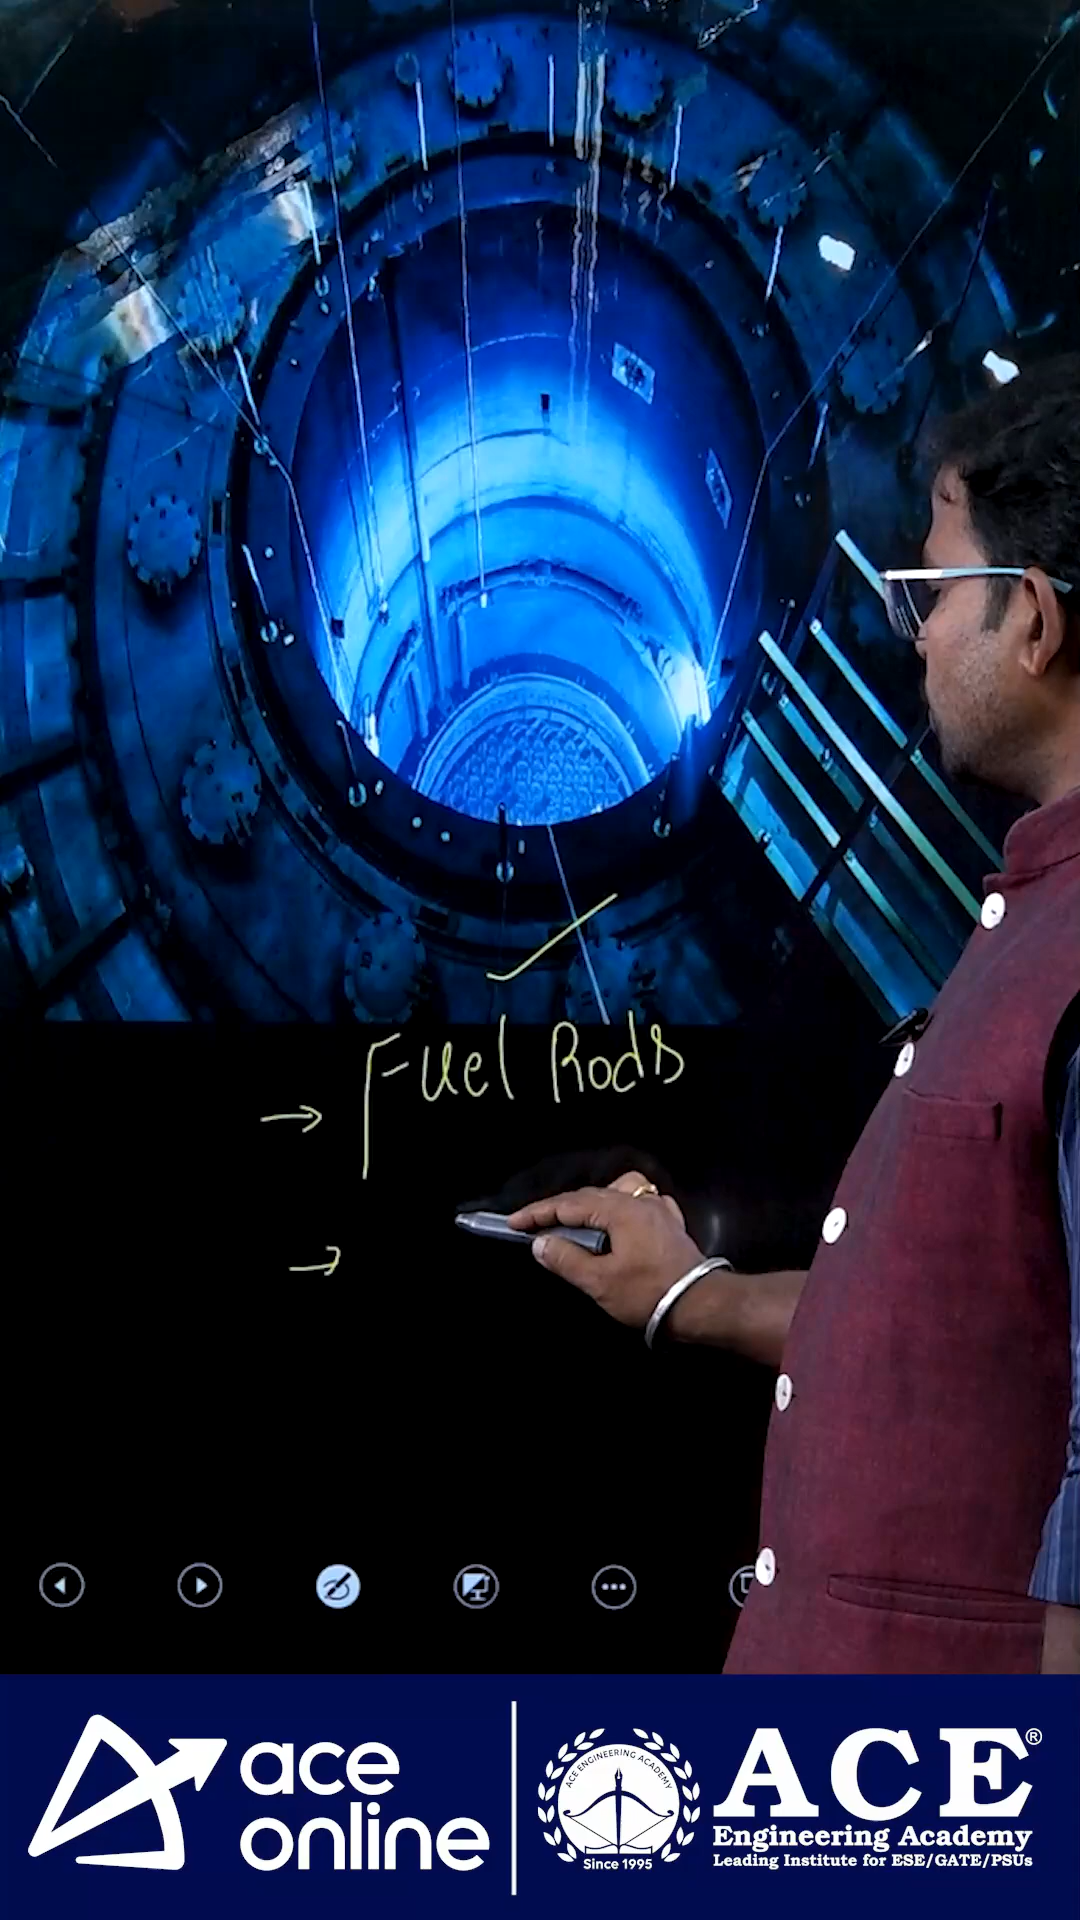 Fuel Rods
ace
online
ACE ENGINEERING ACADEMY
Since 1995
ACE®
Engineering Academy
Leading Institute for ESE/GATE/PSUs